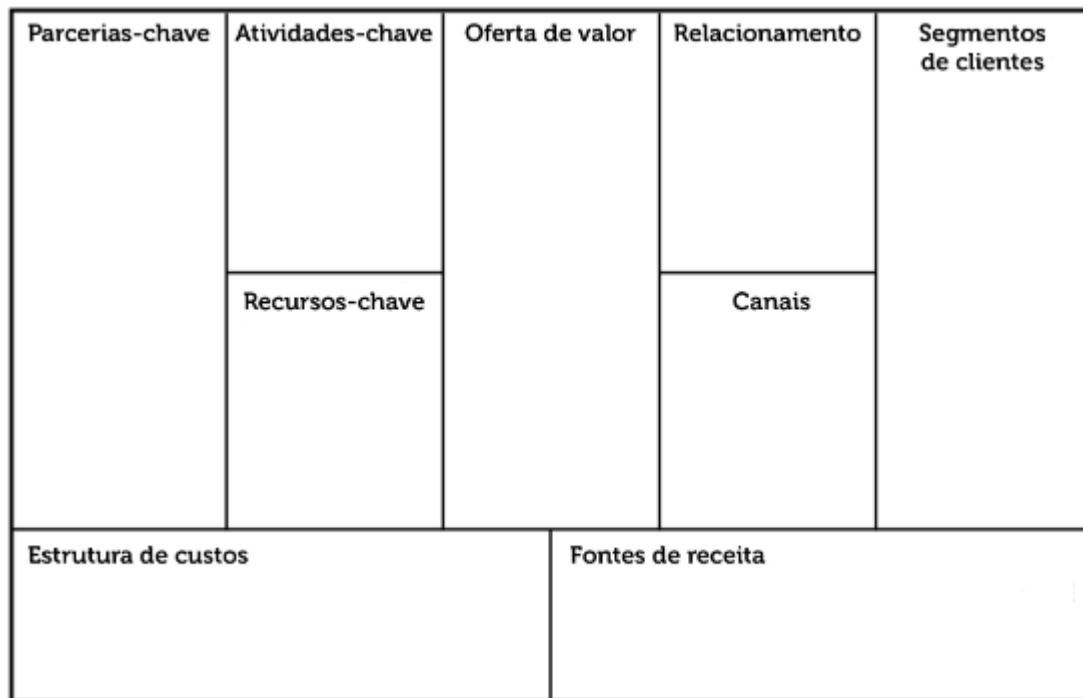 Parcerias-chave
Atividades-chave
Oferta de valor
Relacionamento
Segmentos
de clientes
Recursos-chave
Canais
Estrutura de custos
Fontes de receita